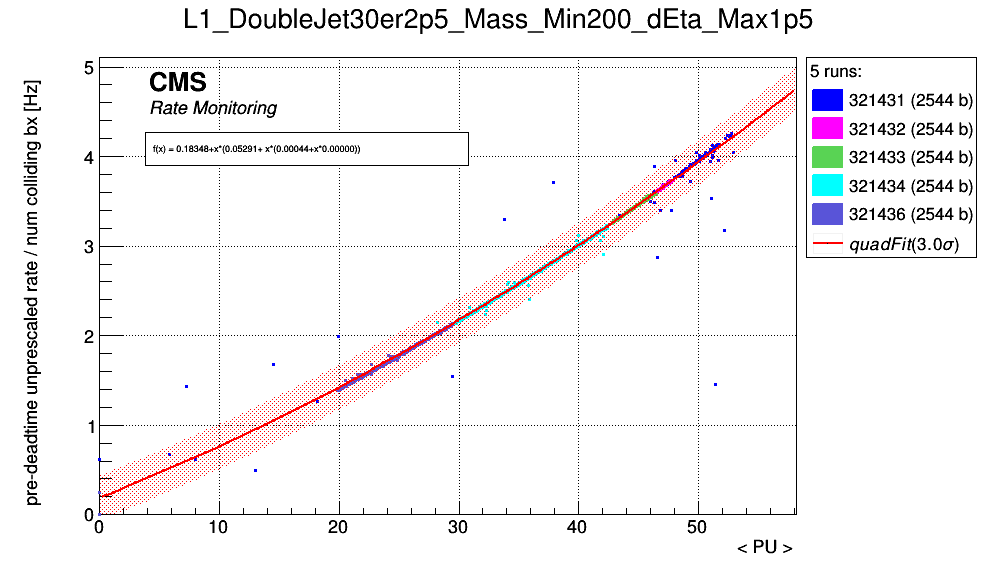 L1_DoubleJet30er2p5_Mass_Min200_dEta_Max1p5
pre-deadtime unprescaled rate / num colliding bx [Hz]
CMS
Rate Monitoring
f(x) = 0.18348+x*(0.05291+ x*(0.00044+x*0.00000))
5
4
3
2
1
0
0 10 20 30 40 50
< PU >
5 runs:
321431 (2544 b)
321432 (2544 b)
321433 (2544 b)
321434 (2544 b)
321436 (2544 b)
quadFit(3.0σ)